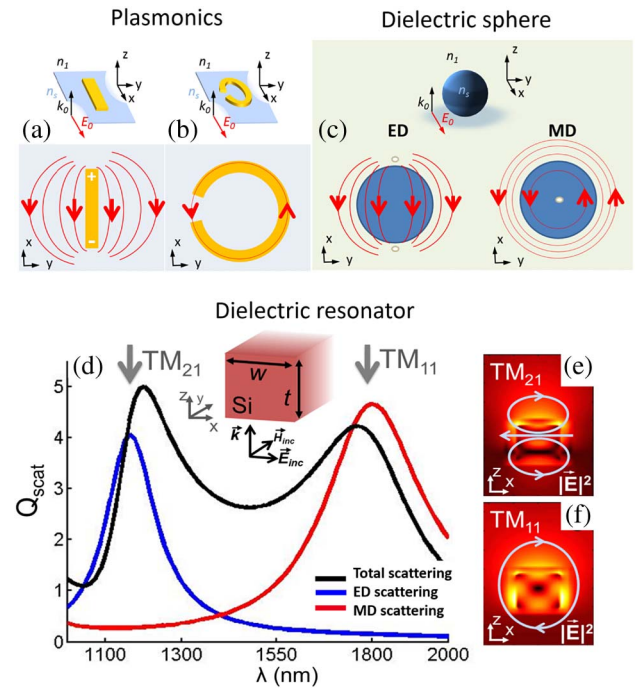 Plasmonics
Dielectric sphere
n₁
nₛ
k₀
E₀
z
y
x
n₁
nₛ
k₀
E₀
z
y
x
n₁
nₛ
k₀
E₀
z
y
x
(a)
(b)
(c)
ED
MD
+
-
x
y
x
y
x
y
x
y
Dielectric resonator
(d)
TM₂₁
TM₁₁
w
t
Si
z
y
x
k⃗
H⃗inc
E⃗inc
Qscat
5
4
3
2
1
0
Total scattering
ED scattering
MD scattering
1100
1300
1550
1800
2000
λ (nm)
TM₂₁
(e)
z
x
|E⃗|²
TM₁₁
(f)
z
x
|E⃗|²